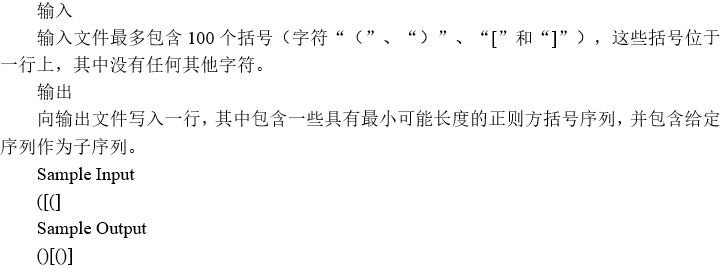 输入
输入文件最多包含 100 个括号（字符“（”、“）”、“[”和“]”），这些括号位于
一行上，其中没有任何其他字符。
输出
向输出文件写入一行，其中包含一些具有最小可能长度的正则方括号序列，并包含给定
序列作为子序列。
Sample Input
([(]
Sample Output
()[()]